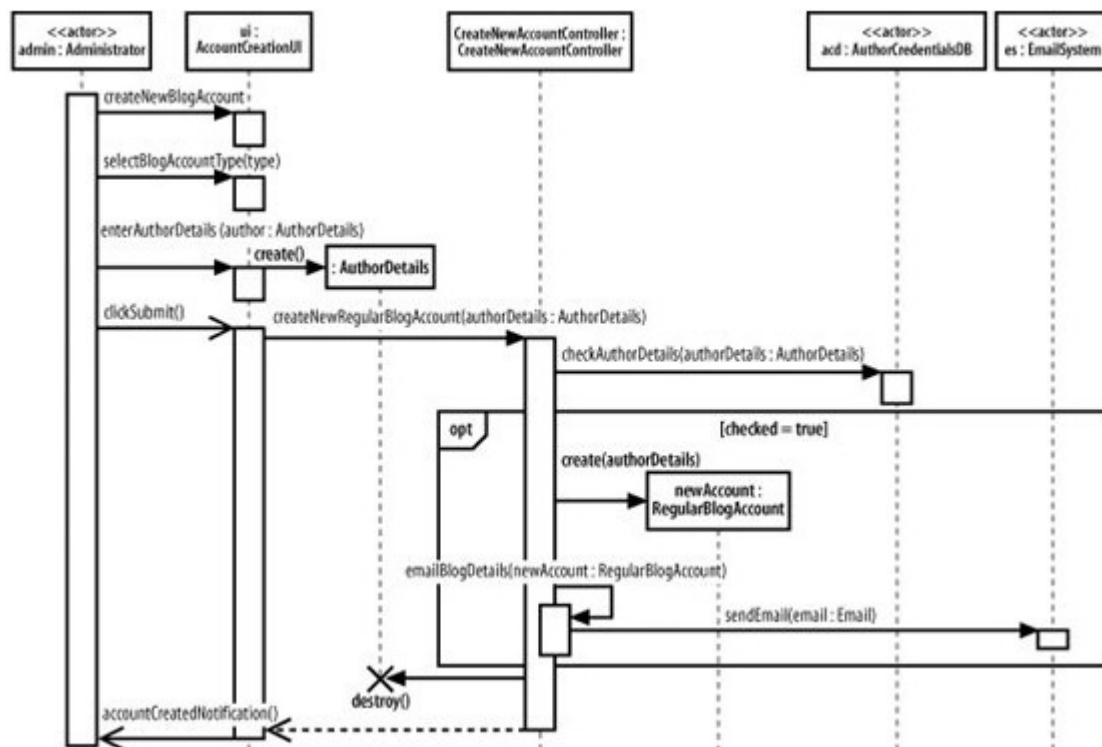 <<actor>>
admin : Administrator
ui :
AccountCreationUI
CreateNewAccountController :
CreateNewAccountController
<<actor>>
acd : AuthorCredentialsDB
<<actor>>
es : EmailSystem
createNewBlogAccount
selectBlogAccountType(type)
enterAuthorDetails (author : AuthorDetails)
create()
: AuthorDetails
clickSubmit()
createNewRegularBlogAccount(authorDetails : AuthorDetails)
checkAuthorDetails(authorDetails : AuthorDetails)
opt
[checked = true]
create(authorDetails)
newAccount :
RegularBlogAccount
emailBlogDetails(newAccount : RegularBlogAccount)
sendEmail(email : Email)
destroy()
accountCreatedNotification()